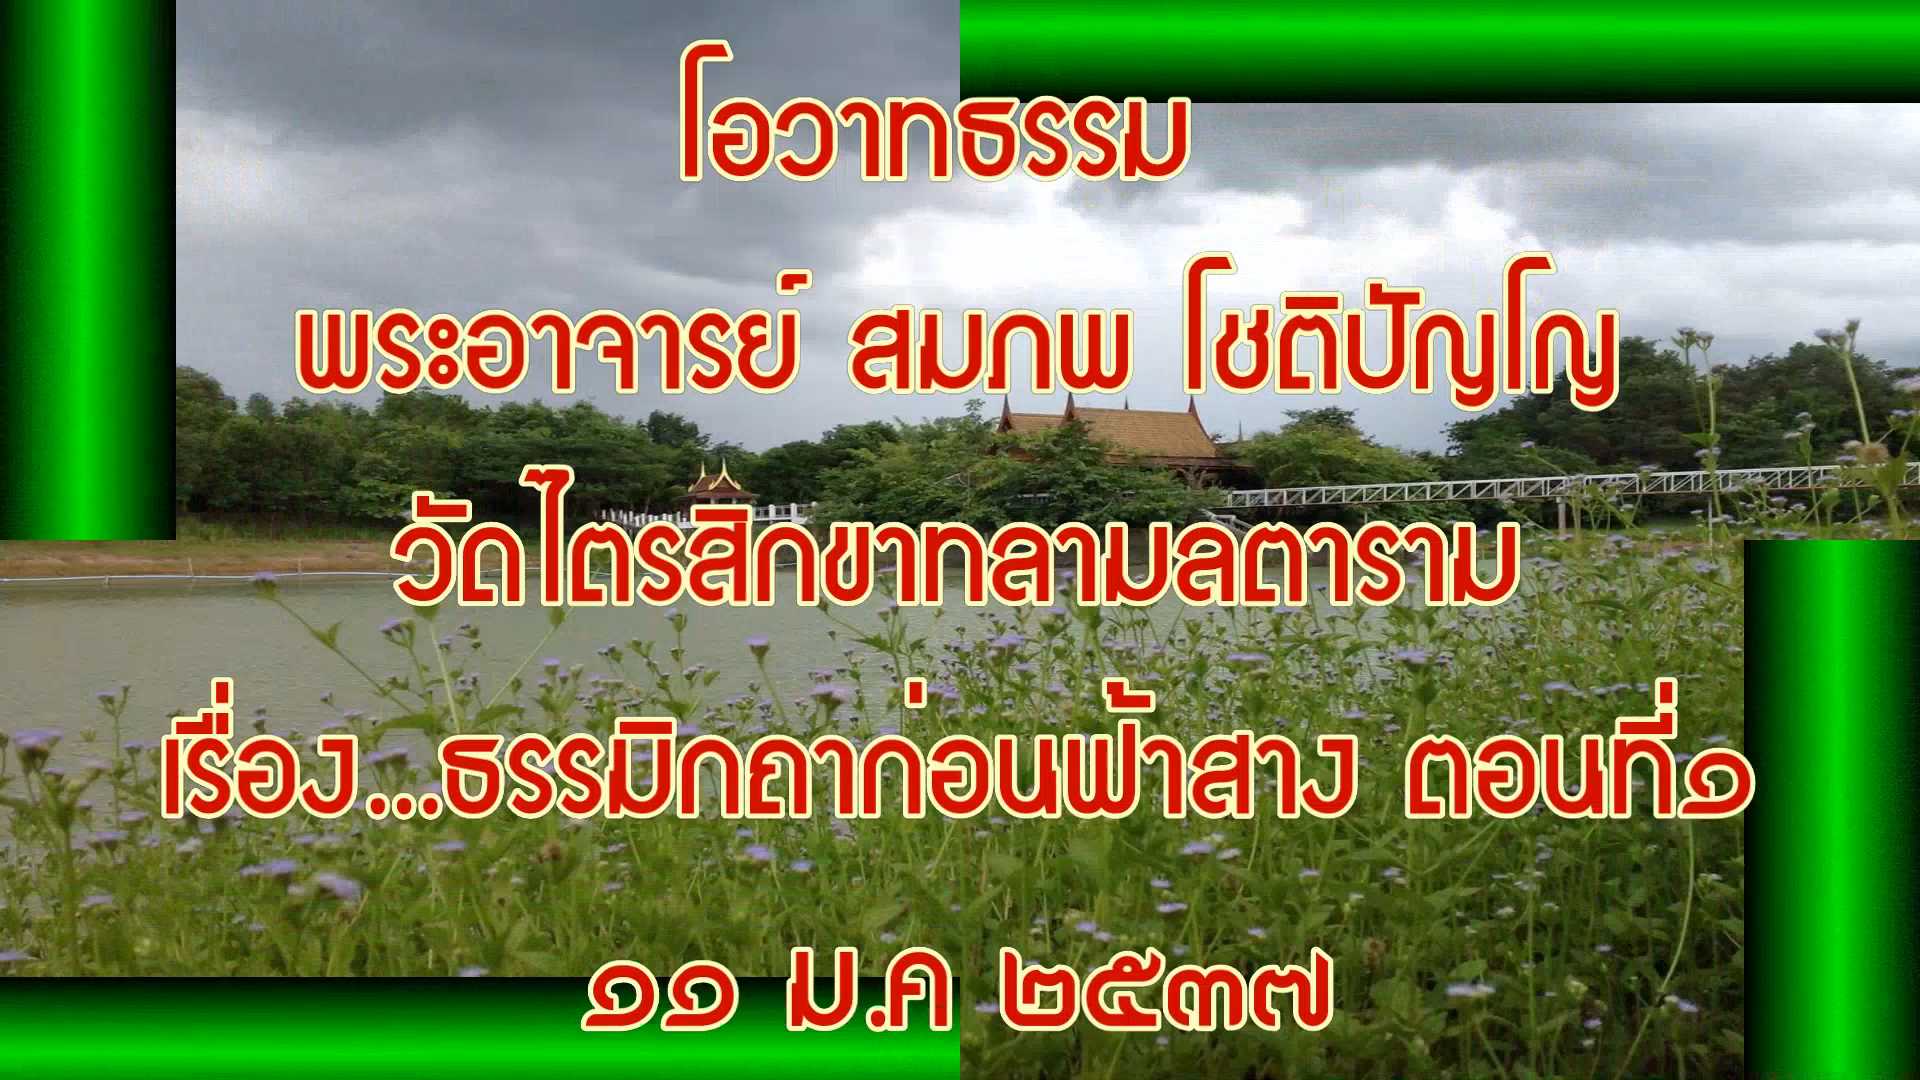 โอวาทธรรม
พระอาจารย์ สมภพ โชติปัญโญ
วัดไตรสิกขาทลามลตาราม
เรื่อง...ธรรมิกถาก่อนฟ้าสาง ตอนที่๑
๑๑ ม.ค ๒๕๓๗